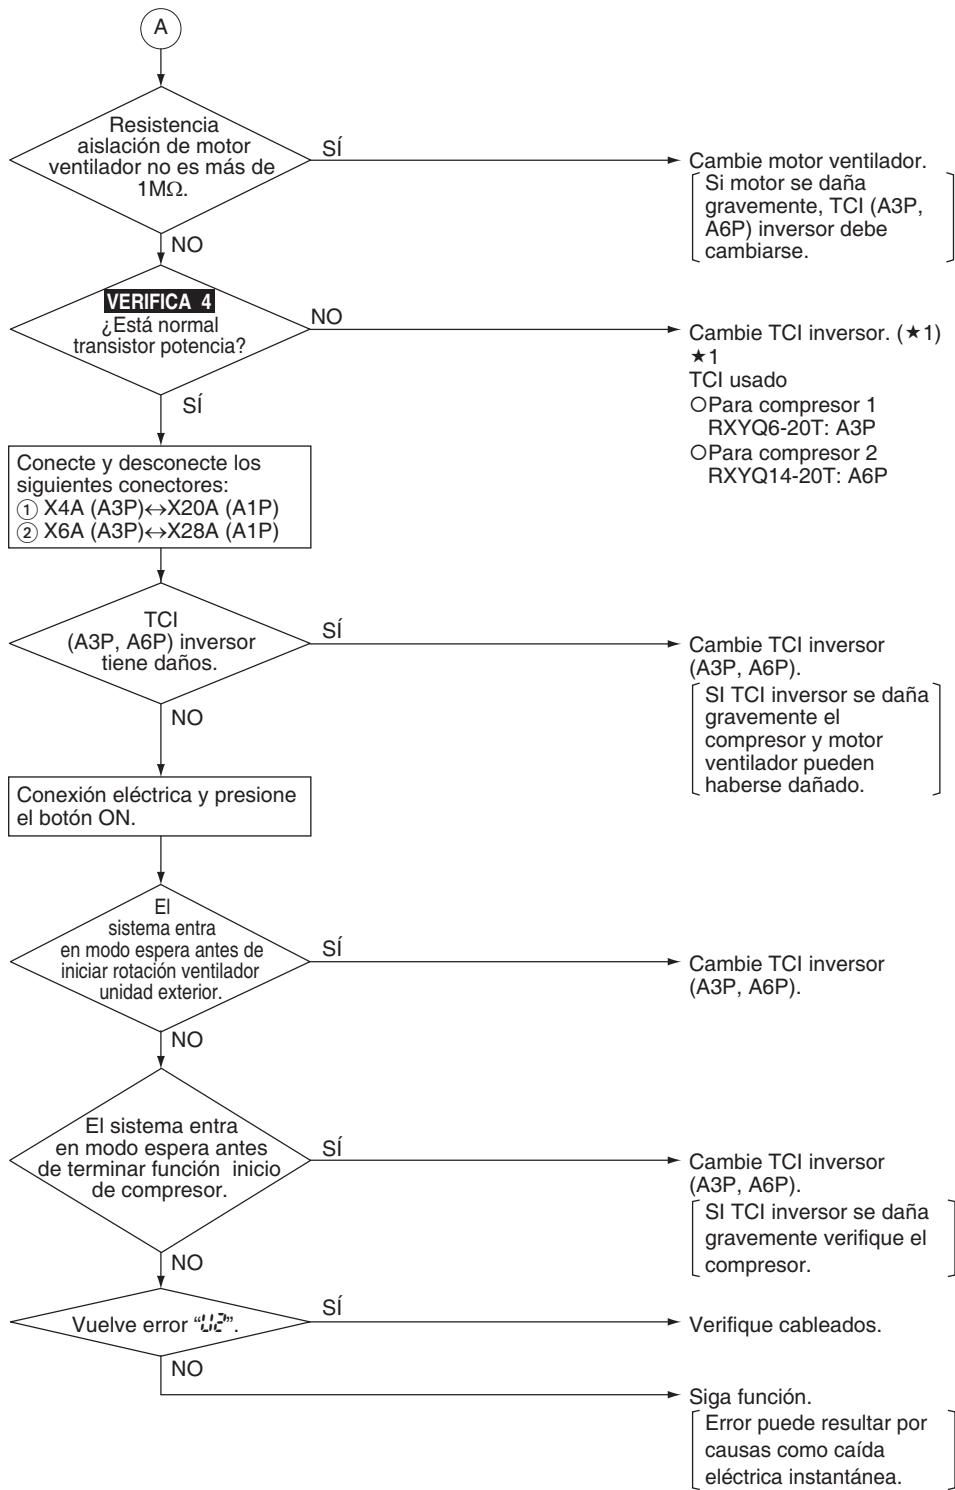 A
Resistencia
aislación de motor
ventilador no es más de
1MΩ.
SÍ
Cambie motor ventilador.
Si motor se daña
gravemente, TCI (A3P,
A6P) inversor debe
cambiarse.
NO
VERIFICA 4
¿Está normal
transistor potencia?
NO
Cambie TCI inversor. (★1)
★1
TCI usado
○Para compresor 1
RXYQ6-20T: A3P
○Para compresor 2
RXYQ14-20T: A6P
SÍ
Conecte y desconecte los
siguientes conectores:
① X4A (A3P)↔X20A (A1P)
② X6A (A3P)↔X28A (A1P)
TCI
(A3P, A6P) inversor
tiene daños.
SÍ
Cambie TCI inversor
(A3P, A6P).
SI TCI inversor se daña
gravemente el
compresor y motor
ventilador pueden
haberse dañado.
NO
Conexión eléctrica y presione
el botón ON.
El
sistema entra
en modo espera antes de
iniciar rotación ventilador
unidad exterior.
SÍ
Cambie TCI inversor
(A3P, A6P).
NO
El sistema entra
en modo espera antes
de terminar función inicio
de compresor.
SÍ
Cambie TCI inversor
(A3P, A6P).
SI TCI inversor se daña
gravemente verifique el
compresor.
NO
Vuelve error “U2”.
SÍ
Verifique cableados.
NO
Siga función.
Error puede resultar por
causas como caída
eléctrica instantánea.